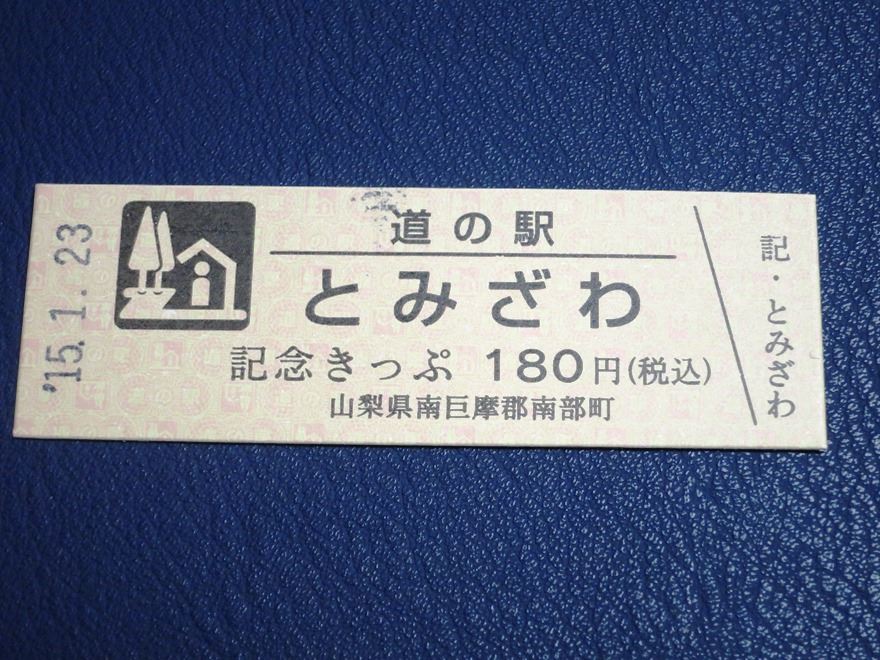 '15.1.23
道の駅
とみざわ
記念きっぷ 180円(税込)
山梨県南巨摩郡南部町
記・とみざわ